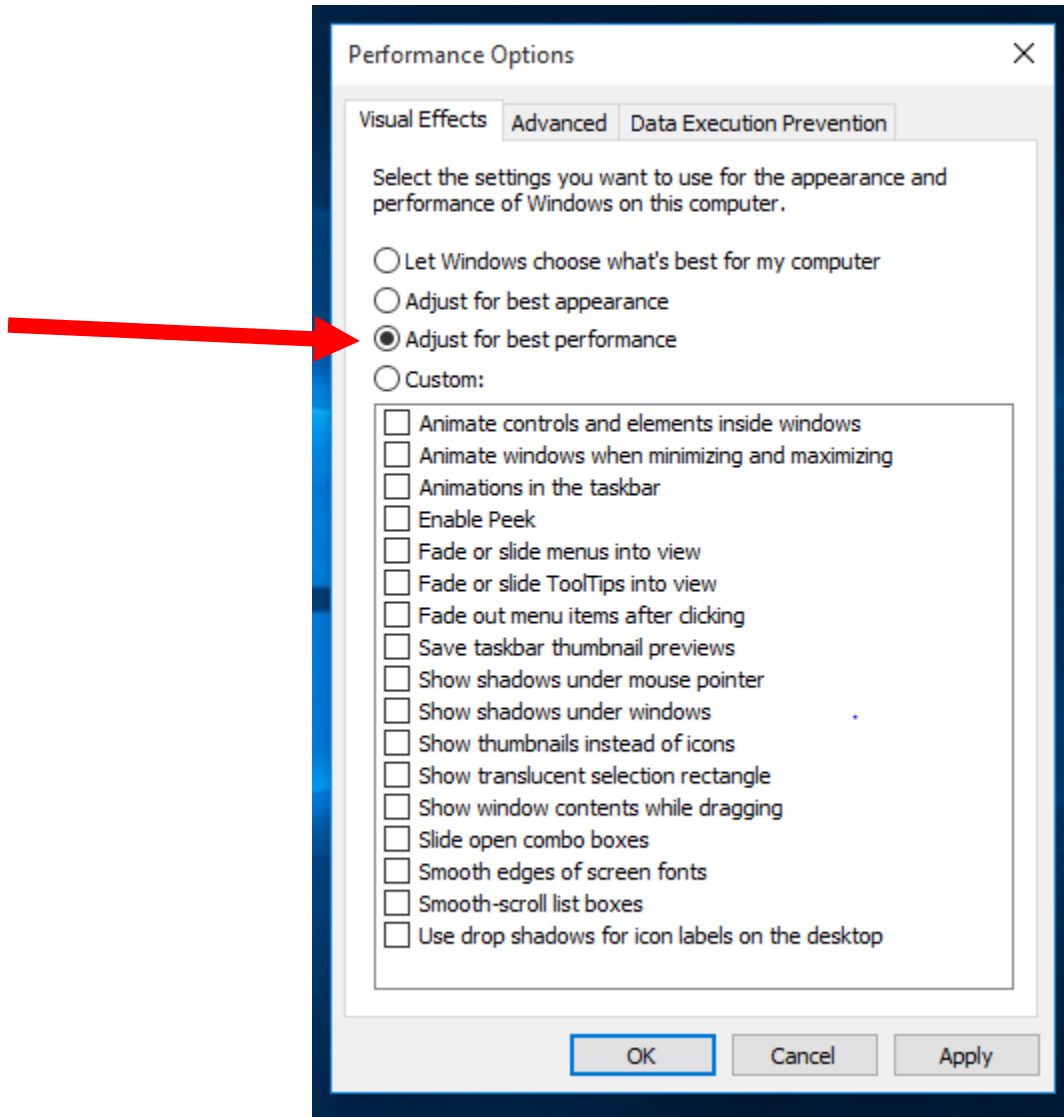 Performance Options
Visual Effects Advanced Data Execution Prevention
Select the settings you want to use for the appearance and
performance of Windows on this computer.
Let Windows choose what's best for my computer
Adjust for best appearance
Adjust for best performance
Custom:
Animate controls and elements inside windows
Animate windows when minimizing and maximizing
Animations in the taskbar
Enable Peek
Fade or slide menus into view
Fade or slide ToolTips into view
Fade out menu items after clicking
Save taskbar thumbnail previews
Show shadows under mouse pointer
Show shadows under windows
Show thumbnails instead of icons
Show translucent selection rectangle
Show window contents while dragging
Slide open combo boxes
Smooth edges of screen fonts
Smooth-scroll list boxes
Use drop shadows for icon labels on the desktop
OK Cancel Apply